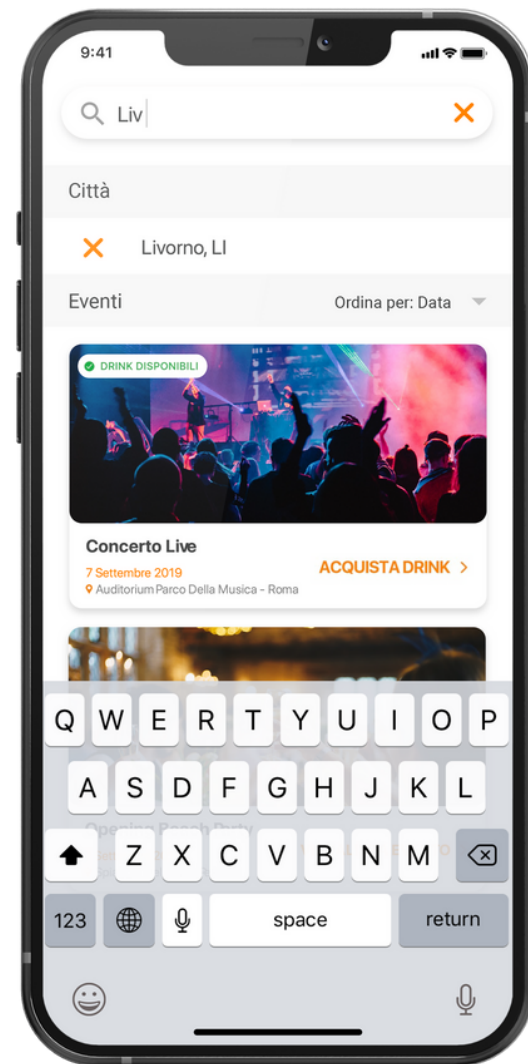 9:41
Liv
Città
Livorno, LI
Eventi
Ordina per: Data
DRINK DISPONIBILI
Concerto Live
7 Settembre 2019
ACQUISTA DRINK >
Auditorium Parco Della Musica - Roma
Q W E R T Y U I O P
A S D F G H J K L
Opening
Z X C V B N M
123
space
return